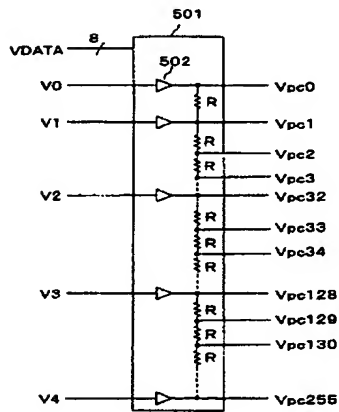 501
8
VDATA
502
V0
Vpc0
R
V1
Vpc1
R
Vpc2
R
Vpc3
V2
Vpc32
R
Vpc33
R
Vpc34
R
V3
Vpc128
R
Vpc129
R
Vpc130
R
V4
Vpc255